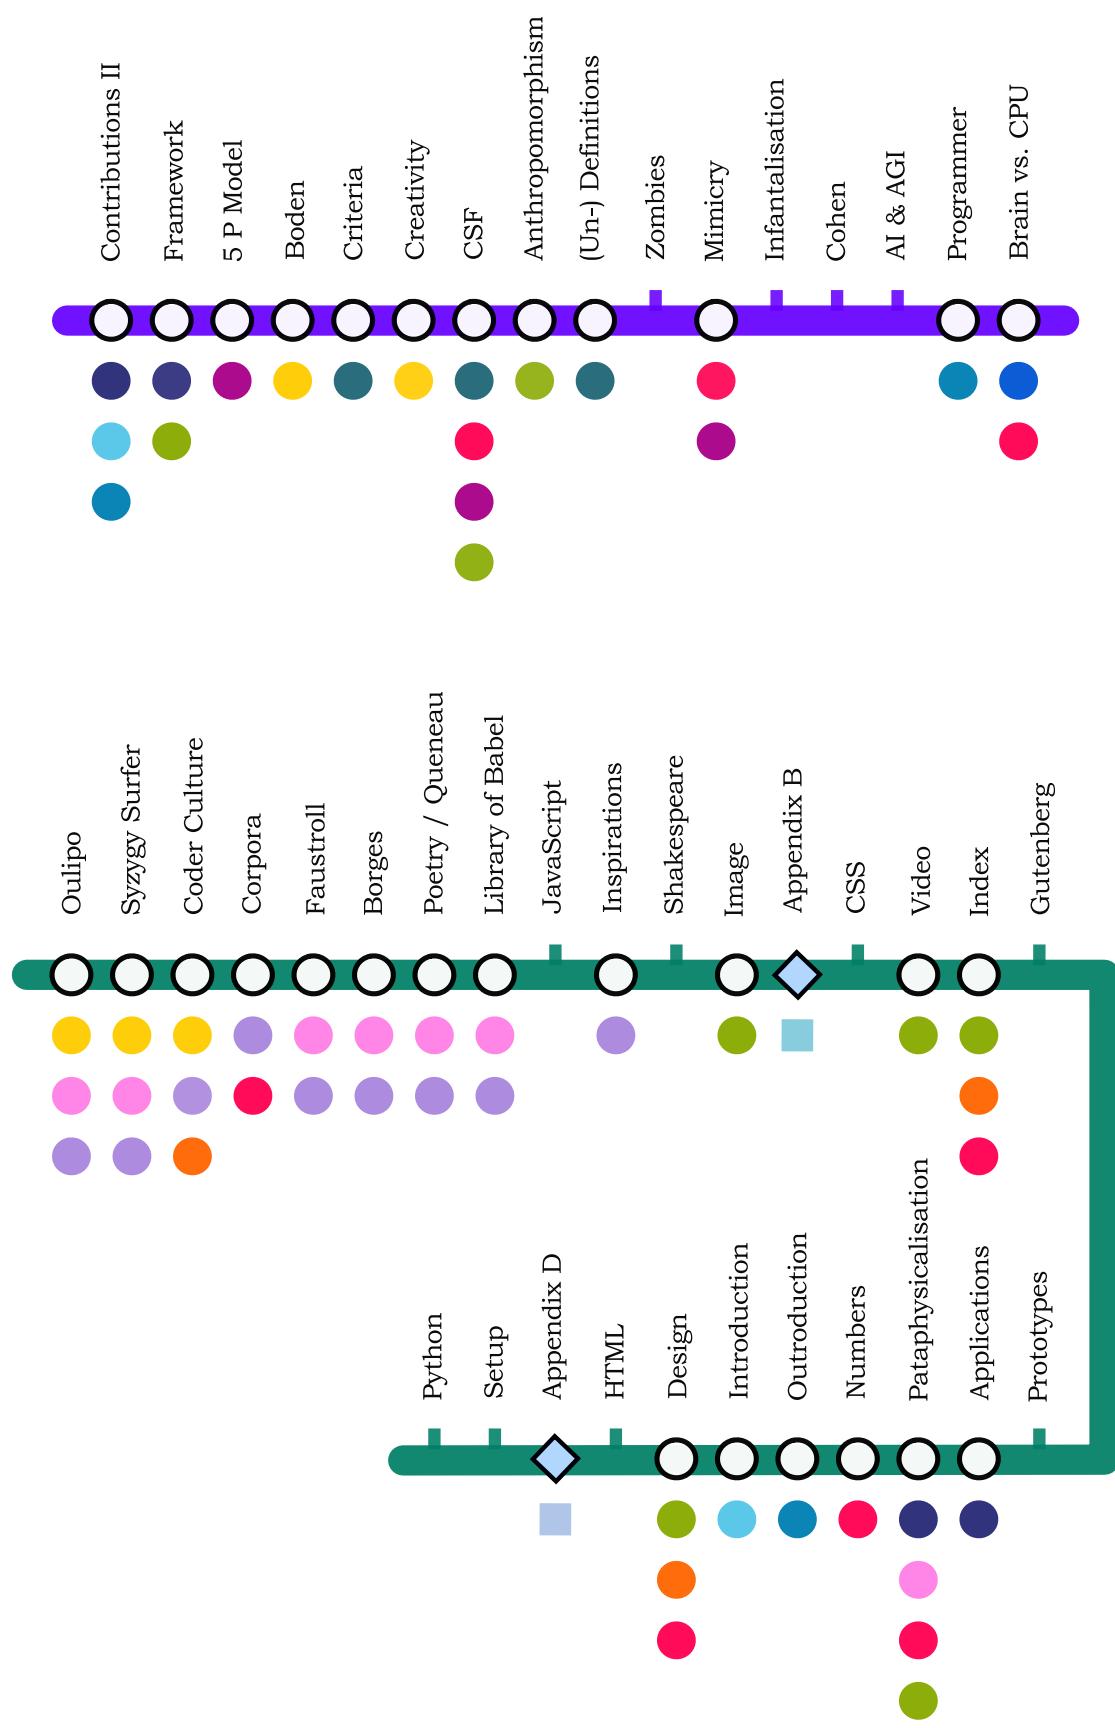 Contributions II
Framework
5 P Model
Boden
Criteria
Creativity
CSF
Anthropomorphism
(Un-) Definitions
Zombies
Mimicry
Infantalisation
Cohen
AI & AGI
Programmer
Brain vs. CPU
Oulipo
Syzygy Surfer
Coder Culture
Corpora
Faustroll
Borges
Poetry / Queneau
Library of Babel
JavaScript
Inspirations
Shakespeare
Image
Appendix B
CSS
Video
Index
Gutenberg
Python
Setup
Appendix D
HTML
Design
Introduction
Outroduction
Numbers
Pataphysicalisation
Applications
Prototypes